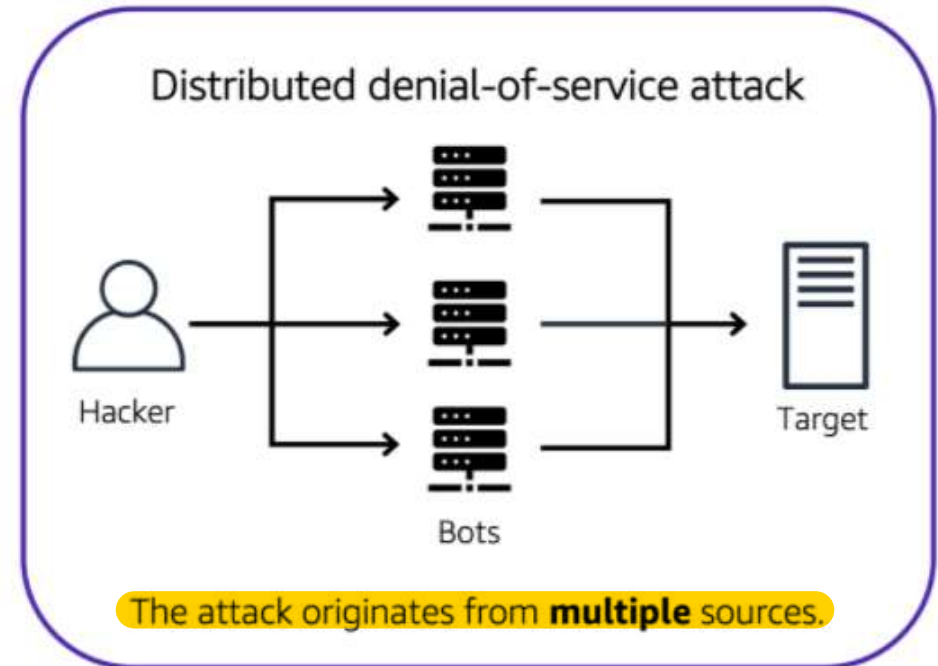 Distributed denial-of-service attack
Hacker
Target
Bots
The attack originates from multiple sources.